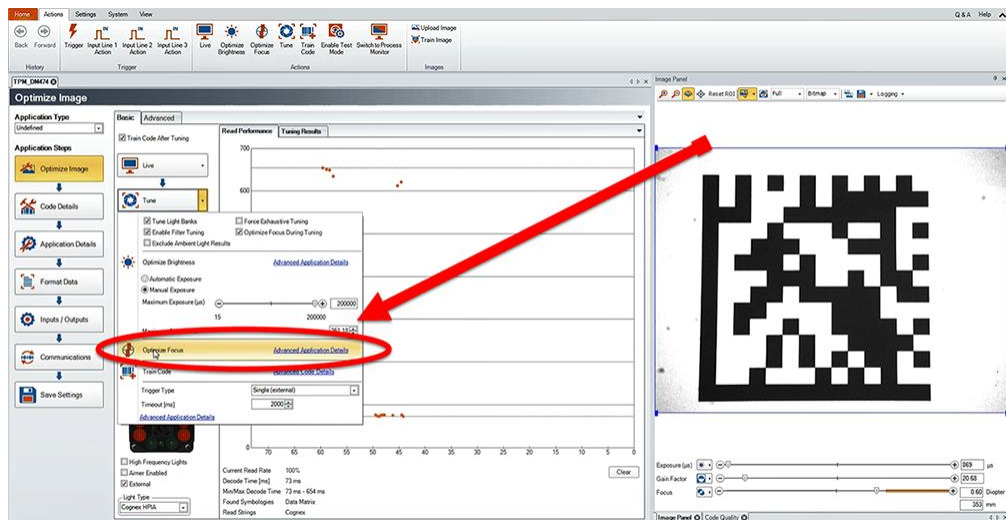 Home Actions Settings System View Q & A Help
Back Forward Trigger Input Line 1 Action Input Line 2 Action Input Line 3 Action Live Optimize Brightness Optimize Focus Tune Train Code Enable Test Mode Switch to Process Monitor Upload Image
Train Image
History Trigger Actions Images
TPM_DM474
Image Panel
Optimize Image
Reset ROI Full Bitmap Logging
Application Type
Undefined
Application Steps
Optimize Image
Code Details
Application Details
Format Data
Inputs / Outputs
Communications
Save Settings
Basic Advanced
Train Code After Tuning
Live
Tune
Tune Light Banks Force Exhaustive Tuning
Enable Filter Tuning Optimize Focus During Tuning
Exclude Ambient Light Results
Optimize Brightness Advanced Application Details
Automatic Exposure
Manual Exposure
Maximum Exposure (µs) 200000
15 200000
Optimize Focus Advanced Application Details
Train Code Advanced Code Details
Trigger Type Single (external)
Timeout [ms] 2000
Advanced Application Details
High Frequency Lights
Aimer Enabled
External
Light Type
Cognex HPIA
Read Performance Tuning Results
700
600
0
70 65 60 55 50 45 40 35 30 25 20 15 10 5 0
Current Read Rate 100%
Decode Time [ms] 73 ms
Min/Max Decode Time 73 ms - 654 ms
Found Symbologies Data Matrix
Read Strings Cognex
Clear
Exposure (µs) 869 µs
Gain Factor 20.68
Focus 0.60 Diopter
353 mm
Image Panel Code Quality